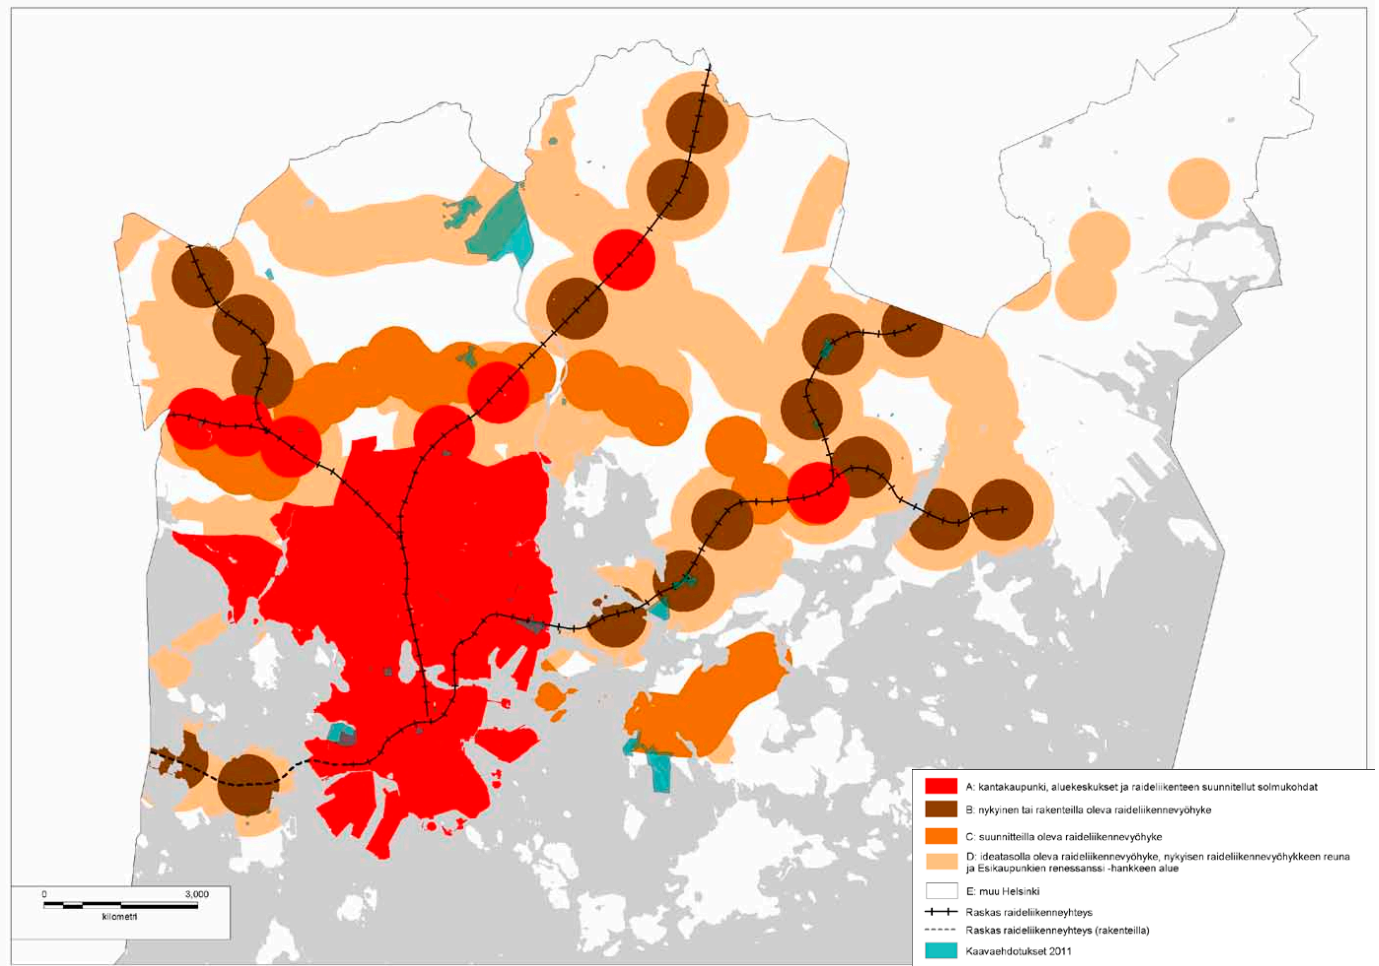 A: kantakaupunki, aluekeskukset ja raideliikenteen suunnitellut solmukohdat
B: nykyinen tai rakenteilla oleva raideliikennevyöhyke
C: suunnitteilla oleva raideliikennevyöhyke
D: ideatasolla oleva raideliikennevyöhyke, nykyisen raideliikennevyöhykkeen reuna
ja Esikaupunkien renessanssi -hankkeen alue
E: muu Helsinki
Raskas raideliikenneyhteys
Raskas raideliikenneyhteys (rakenteilla)
Kaavaehdotukset 2011
0 3,000
kilometri